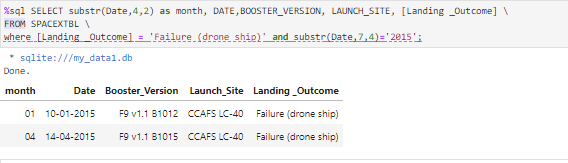 %sql SELECT substr(Date,4,2) as month, DATE,BOOSTER_VERSION, LAUNCH_SITE, [Landing _Outcome] \
FROM SPACEXTBL \
where [Landing _Outcome] = 'Failure (drone ship)' and substr(Date,7,4)='2015';
* sqlite:///my_data1.db
Done.
month Date Booster_Version Launch_Site Landing _Outcome
01 10-01-2015 F9 v1.1 B1012 CCAFS LC-40 Failure (drone ship)
04 14-04-2015 F9 v1.1 B1015 CCAFS LC-40 Failure (drone ship)